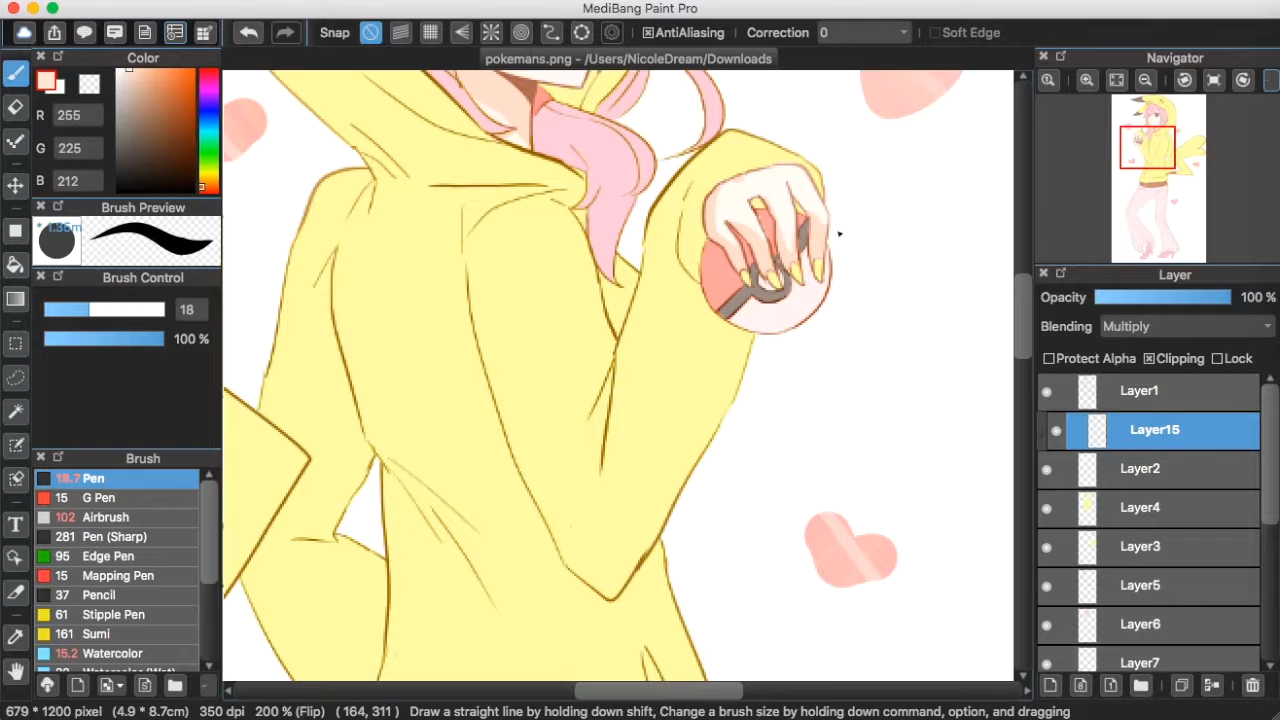 MediBang Paint Pro
Snap
AntiAliasing
Correction
0
Soft Edge
pokemans.png - /Users/NicoleDream/Downloads
Color
R 255
G 225
B 212
Brush Preview
Brush Control
18
100 %
Brush
18.7 Pen
15 G Pen
102 Airbrush
281 Pen (Sharp)
95 Edge Pen
15 Mapping Pen
37 Pencil
61 Stipple Pen
161 Sumi
15.2 Watercolor
T
Navigator
Layer
Opacity 100 %
Blending Multiply
Protect Alpha Clipping Lock
Layer1
Layer15
Layer2
Layer4
Layer3
Layer5
Layer6
Layer7
679 * 1200 pixel (4.9 * 8.7cm) 350 dpi 200 % (Flip) ( 164, 311 ) Draw a straight line by holding down shift, Change a brush size by holding down command, option, and dragging